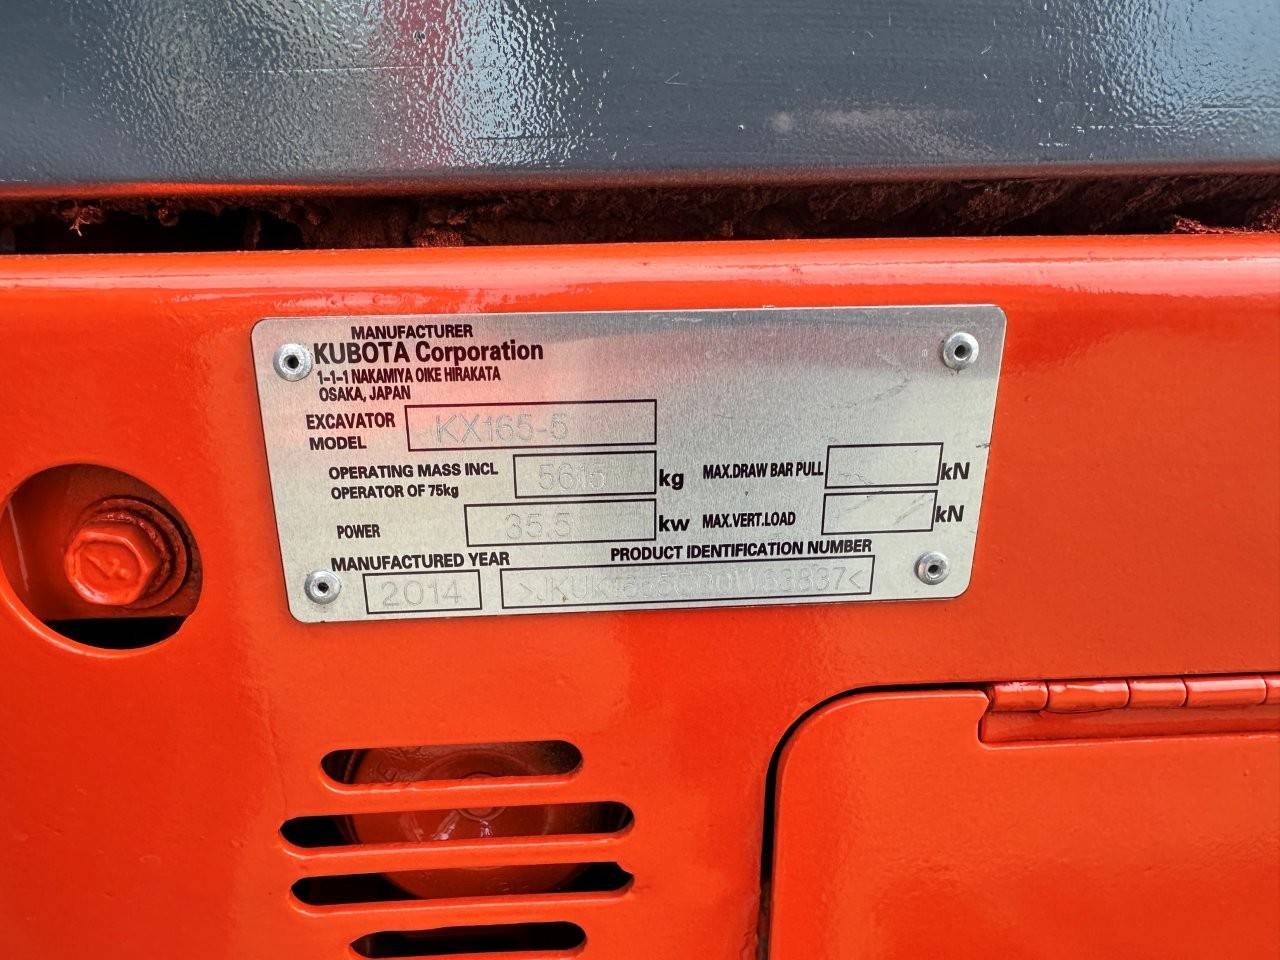 MANUFACTURER
KUBOTA Corporation
1-1-1 NAKAMIYA OIKE HIRAKATA
OSAKA, JAPAN
EXCAVATOR MODEL KX165-5
OPERATING MASS INCL OPERATOR OF 75kg 5615 kg
MAX.DRAW BAR PULL kN
POWER 35.5 kw
MAX.VERT.LOAD kN
MANUFACTURED YEAR
PRODUCT IDENTIFICATION NUMBER
2014